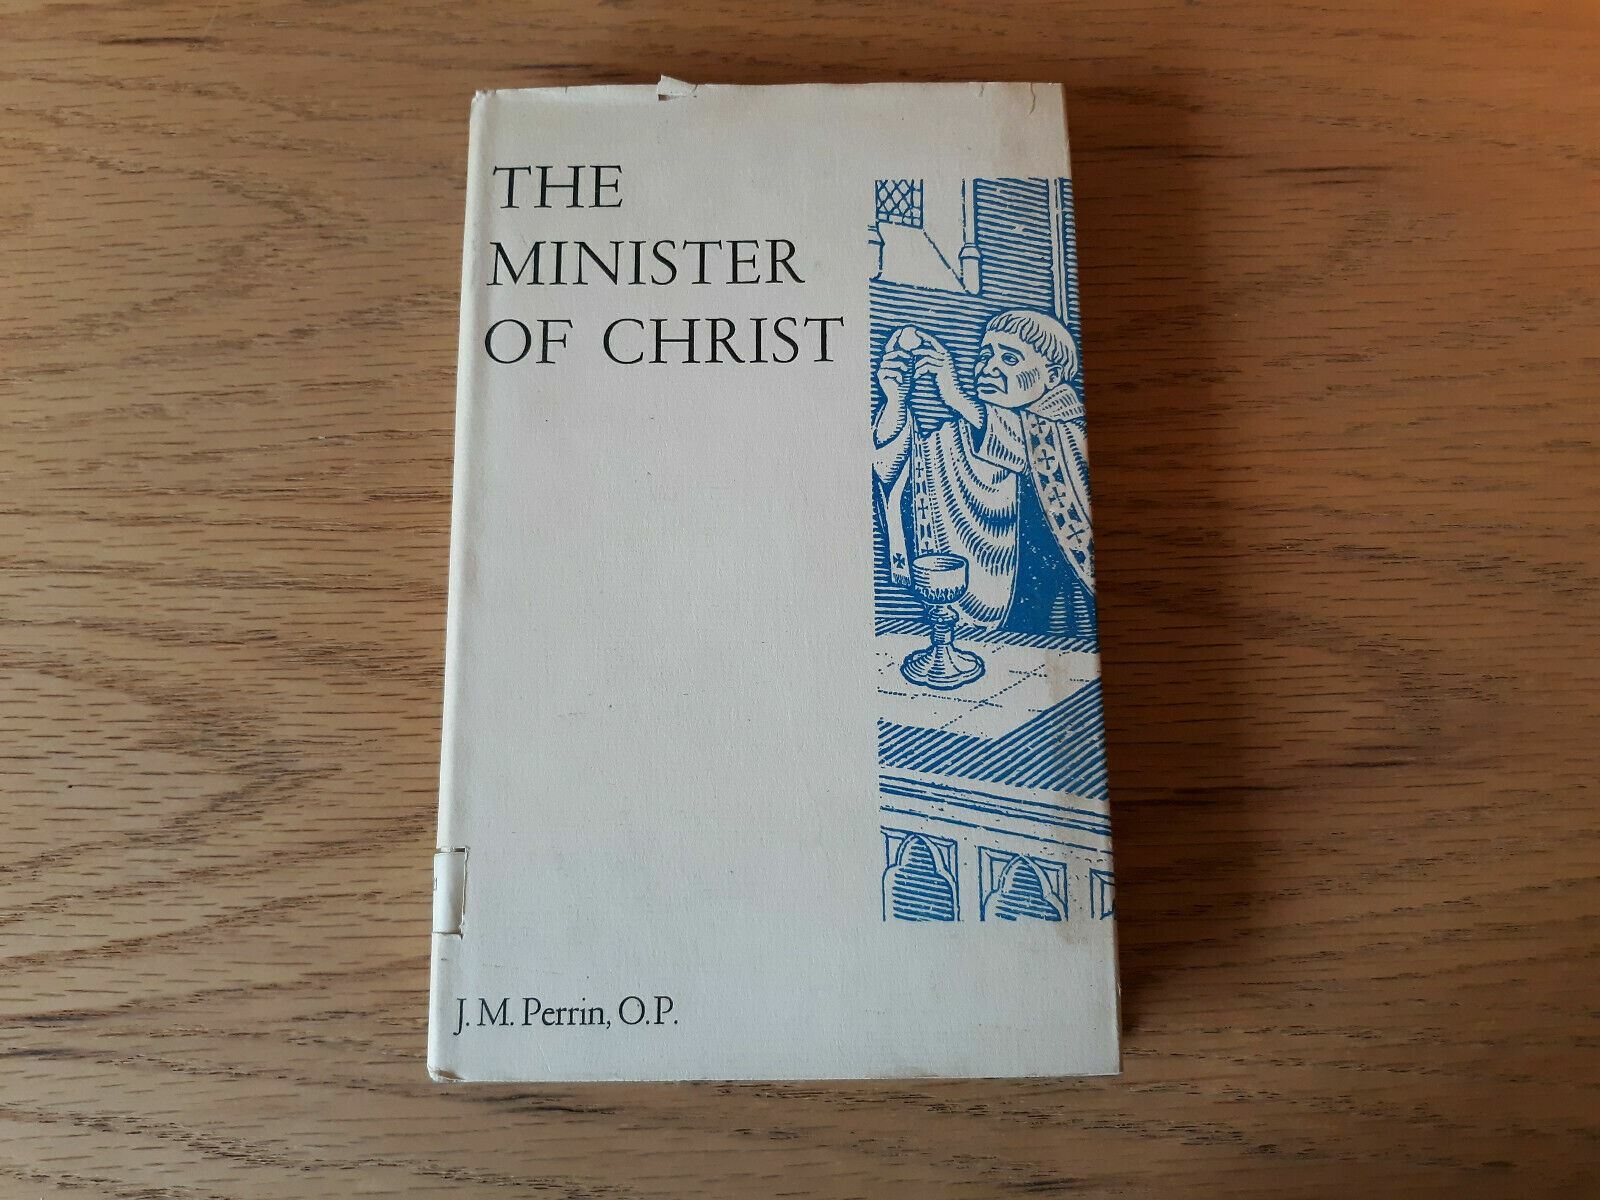 THE
MINISTER
OF CHRIST
J. M. Perrin, O.P.